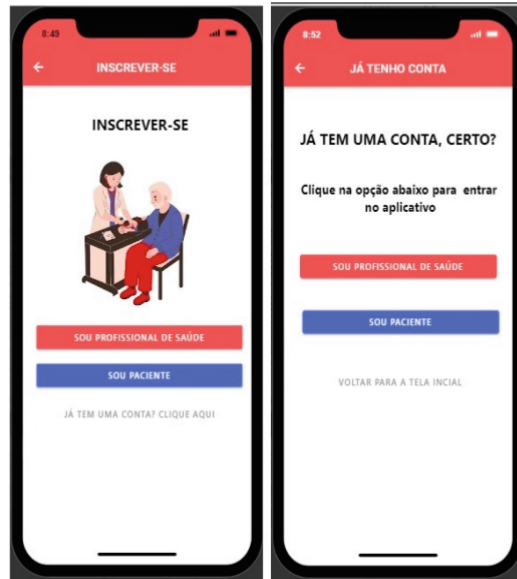 8:49
INSCREVER-SE
INSCREVER-SE
SOU PROFISSIONAL DE SAÚDE
SOU PACIENTE
JÁ TEM UMA CONTA? CLIQUE AQUI
8:52
JÁ TENHO CONTA
JÁ TEM UMA CONTA, CERTO?
Clique na opção abaixo para entrar
no aplicativo
SOU PROFISSIONAL DE SAÚDE
SOU PACIENTE
VOLTAR PARA A TELA INCIAL